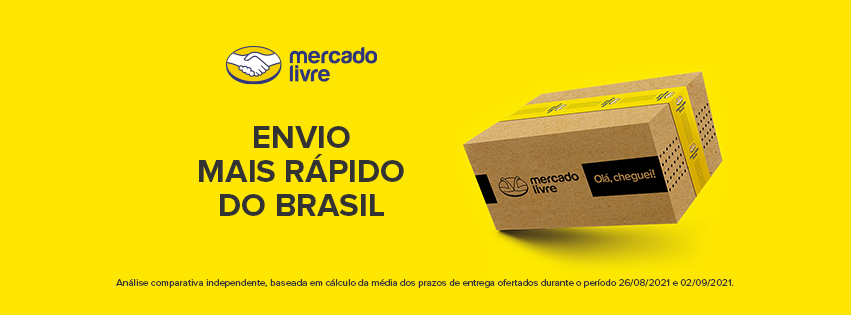 mercado
livre
ENVIO
MAIS RÁPIDO
DO BRASIL
mercado
livre
Olá, cheguei!
Análise comparativa independente, baseada em cálculo da média dos prazos de entrega ofertados durante o período 26/08/2021 e 02/09/2021.